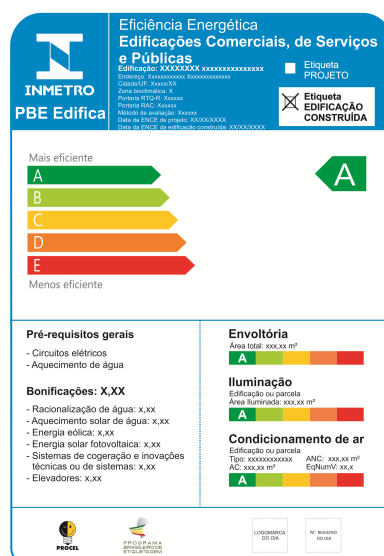 Eficiência Energética
Edificações Comerciais, de Serviços
e Públicas
Edificação: XXXXXXXX xxxxxxxxxxxxxxx
Endereço: Xxxxxxxxxxxx Xxxxxxxxxxxxxx
Cidade/UF: Xxxxx/XX
Zona bioclimática: X
Portaria RTQ-R: Xxxxxx
Portaria RAC: Xxxxxx
Método de avaliação: Xxxxxx
Data da ENCE de projeto: XX/XX/XXXX
Data da ENCE da edificação construída: XX/XX/XXXX
Etiqueta
PROJETO
Etiqueta
EDIFICAÇÃO
CONSTRUÍDA
INMETRO
PBE Edifica
Mais eficiente
A
B
C
D
E
Menos eficiente
A
Pré-requisitos gerais
- Circuitos elétricos
- Aquecimento de água
Bonificações: X,XX
- Racionalização de água: x,xx
- Aquecimento solar de água: x,xx
- Energia eólica: x,xx
- Energia solar fotovoltaica: x,xx
- Sistemas de cogeração e inovações
técnicas ou de sistemas: x,xx
- Elevadores: x,xx
Envoltória
Área total: xxx,xx m²
A
Iluminação
Edificação ou parcela
Área Iluminada: xxx,xx m²
A
Condicionamento de ar
Edificação ou parcela
Tipo: xxxxxxxxxxxx ANC: xxx,xx m²
AC: xxx,xx m² EqNumV: xx,x
A
PROCEL
PROGRAMA
BRASILEIRO DE
ETIQUETAGEM
LOGOMARCA
DO OIA
N°. REGISTRO
DO OIA